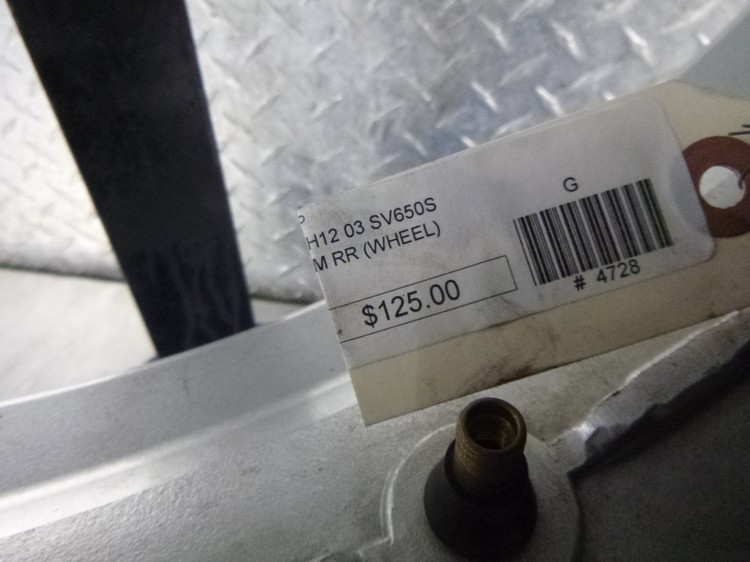 G
H12 03 SV650S
M RR (WHEEL)
$125.00
# 4728